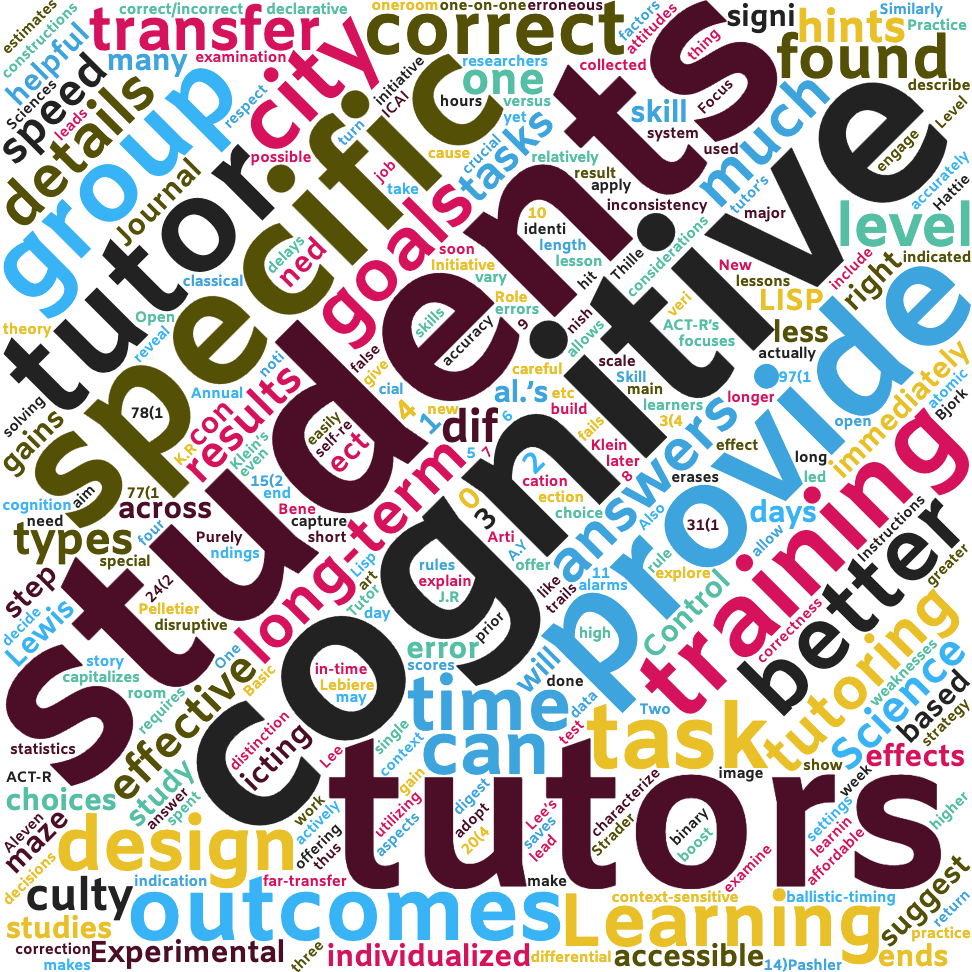 estimates
constructions
correct/incorrect
declarative
oneroom
one-on-one
erroneous
factors
attitudes
signi
hints
Similarly
Practice
helpful
transfer
many
examination
correct
thing
found
Sciences
speed
leads
details
group
respect
city
initiative
ICAI
researchers
one
hours
versus
yet
collected
skill
Focus
system
used
much
describe
Level
engage
accurately
Hattie
Journal
tutor
possible
turn
specific
job
take
cause
crucial
tasks
relatively
result
apply
students
inconsistency
tutor's
major
cognitive
level
classical
delays
ned
goals
soon
Initiative
vary
10
identi
length
lesson
hit
Thille
considerations
New
lessons
include
right
indicated
theory
Open
reveal
noti
skills
accuracy
Role
errors
9
nish
allows
veri
ACT-R's
focuses
LISP
less
actually
provide
solving
gains
78(1
Annual
con
K.R
results
false
give
cial
4
1
new
dif
careful
al.'s
etc
6
build
scale
Skill
main
learners
3(4
longer
97(1
open
immediately
atomic
Bjork
Klein's
even
easily
self-re
ect
5
7
fails
Klein
later
8
effect
answers
long
led
cognition
aim
need
77(1
across
15(2
end
Bene
capture
short
long-term
0
3
2
cation
ection
choice
erases
Also
31(1
days
allow
training
types
four
Purely
ndings
special
24(2
Lisp
art
Tutor
rules
explain
J.R
Arti
A.Y
offer
like
trails
11
alarms
rule
explore
Control
Instructions
better
greater
step
decide
Lewis
Pelletier
disruptive
day
prior
error
high
correctness
story
capitalizes
room
requires
One
Basic
effective
in-time
Lebiere
may
scores
will
done
time
can
Two
data
test
task
tutoring
weaknesses
Science
based
strategy
statistics
ACT-R
choices
study
answer
spent
distinction
icting
Lee
single
context
gain
tutors
image
show
effects
week
Aleven
maze
decisions
design
work
actively
offering
thus
utilizing
aspects
digest
adopt
20(4
Lee's
saves
lead
characterize
Strader
binary
boost
examine
settings
learnin
affordable
higher
culty
indication
far-transfer
make
outcomes
context-sensitive
ballistic-timing
Learning
suggest
return
practice
studies
correction
makes
Experimental
three
individualized
differential
accessible
14)Pashler
ends